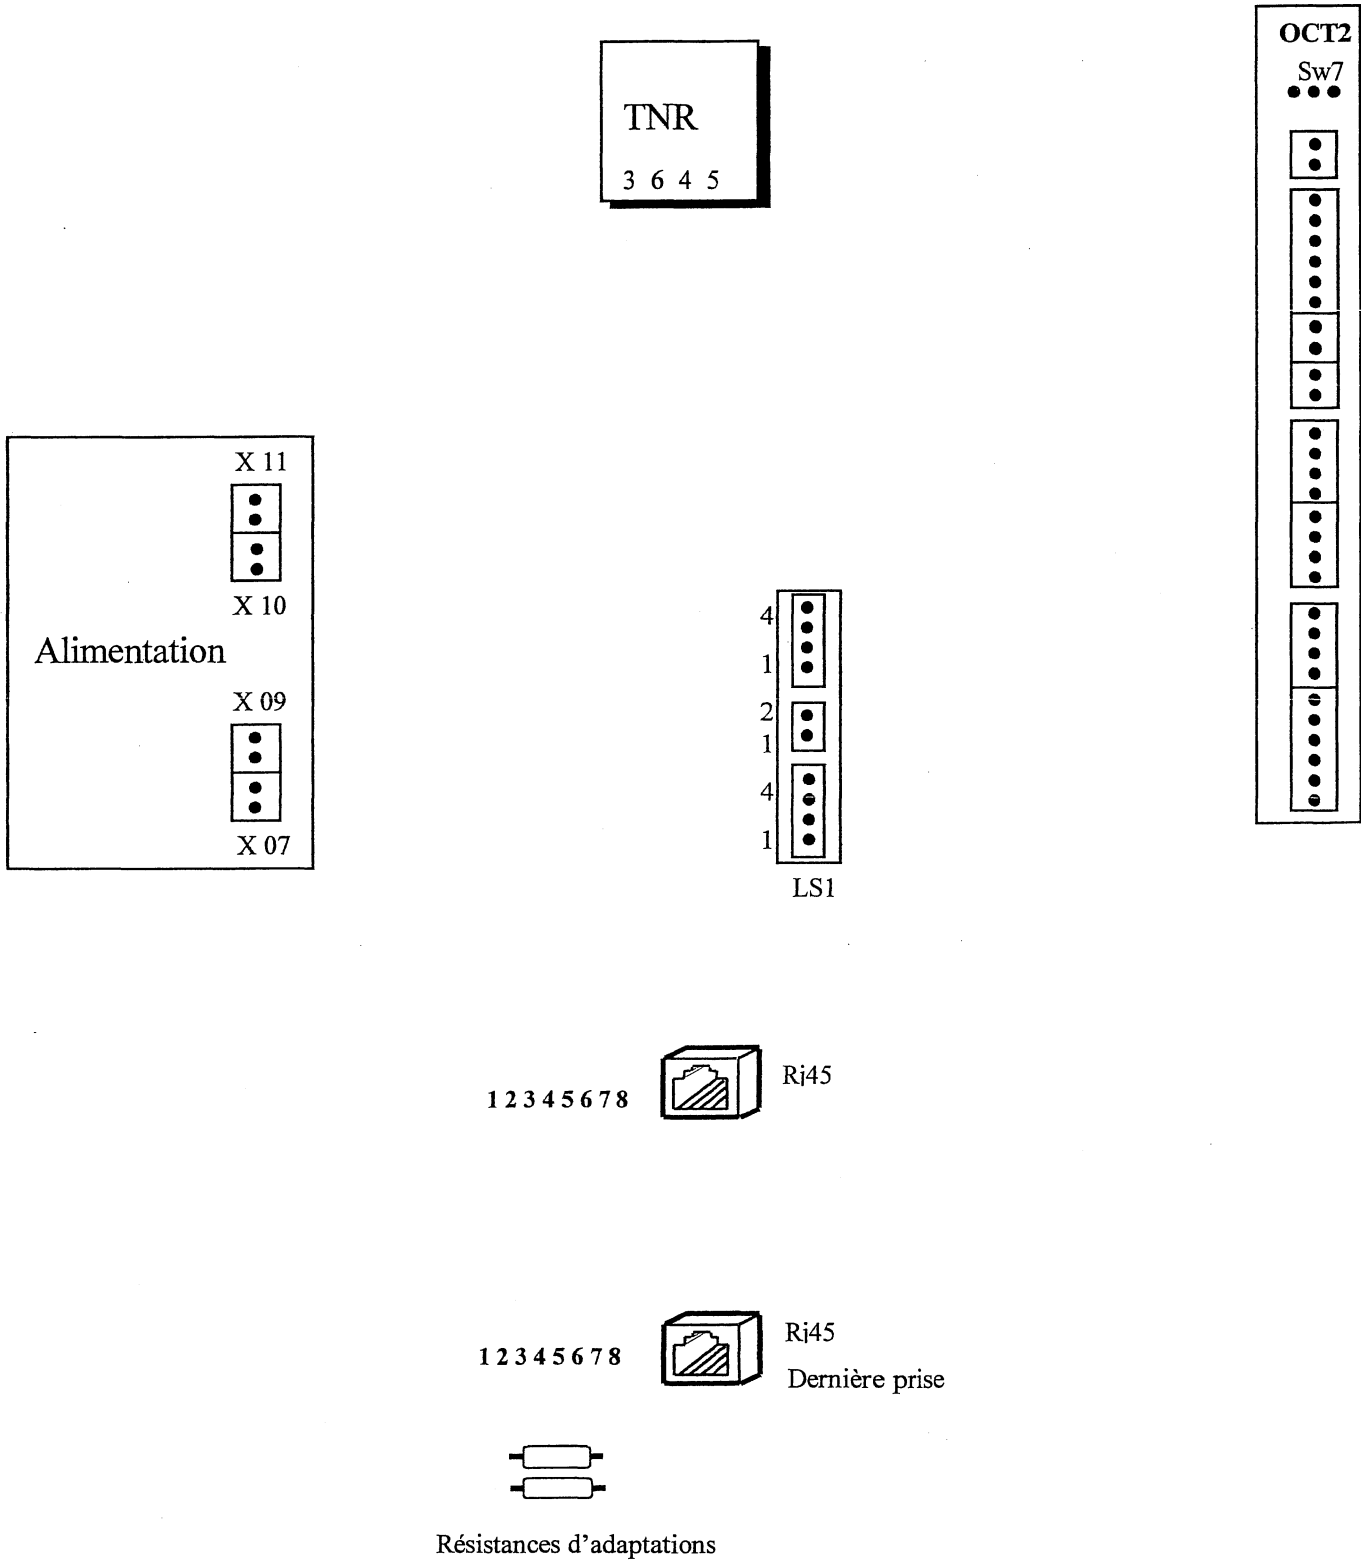 OCT2
Sw7
TNR
3 6 4 5
X 11
X 10
Alimentation
X 09
X 07
4
1
2
1
4
1
LS1
Rj45
1 2 3 4 5 6 7 8
Rj45
1 2 3 4 5 6 7 8
Dernière prise
Résistances d'adaptations